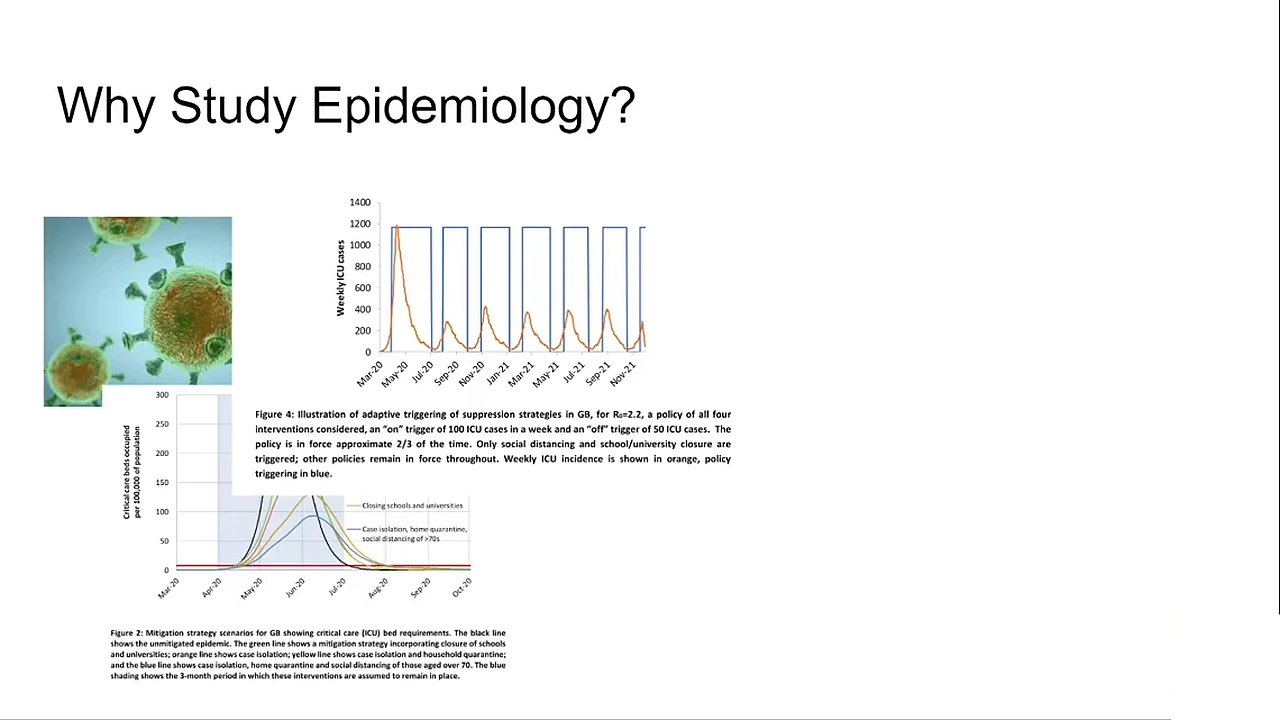 Why Study Epidemiology?
1400
1200
1000
800
600
400
200
0
Weekly ICU cases
Mar-20
May-20
Jul-20
Sep-20
Nov-20
Jan-21
Mar-21
May-21
Jul-21
Sep-21
Nov-21
Figure 4: Illustration of adaptive triggering of suppression strategies in GB, for R0=2.2, a policy of all four
interventions considered, an “on” trigger of 100 ICU cases in a week and an “off” trigger of 50 ICU cases. The
policy is in force approximate 2/3 of the time. Only social distancing and school/university closure are
triggered; other policies remain in force throughout. Weekly ICU incidence is shown in orange, policy
triggering in blue.
300
250
200
150
100
50
0
Critical care beds occupied
per 100,000 of population
Closing schools and universities
Case isolation, home quarantine,
social distancing of >70s
Mar-20
Apr-20
May-20
Jun-20
Jul-20
Aug-20
Sep-20
Oct-20
Figure 2: Mitigation strategy scenarios for GB showing critical care (ICU) bed requirements. The black line
shows the unmitigated epidemic. The green line shows a mitigation strategy incorporating closure of schools
and universities; orange line shows case isolation; yellow line shows case isolation and household quarantine;
and the blue line shows case isolation, home quarantine and social distancing of those aged over 70. The blue
shading shows the 3-month period in which these interventions are assumed to remain in place.